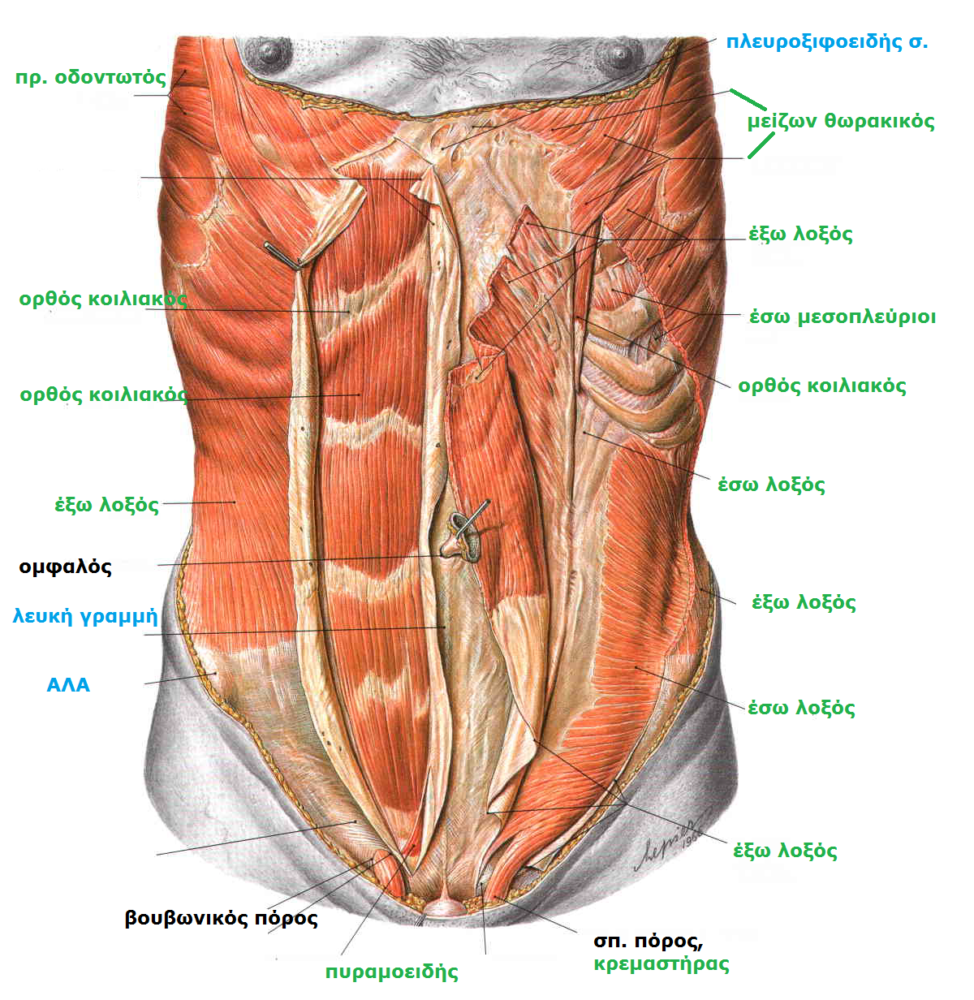 πλευροξιφοειδής σ.
πρ. οδοντωτός
μείζων θωρακικός
έξω λοξός
ορθός κοιλιακός
έσω μεσοπλεύριοι
ορθός κοιλιακός
ορθός κοιλιακός
έσω λοξός
έξω λοξός
ομφαλός
έξω λοξός
λευκή γραμμή
ΑΛΑ
έσω λοξός
1968
έξω λοξός
βουβωνικός πόρος
σπ. πόρος,
κρεμαστήρας
πυραμοειδής